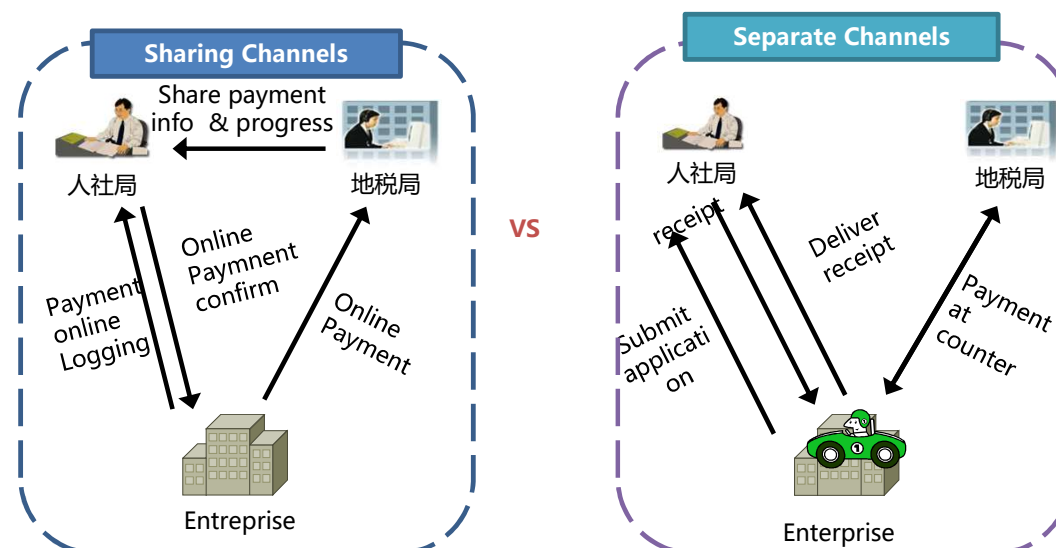 Sharing Channels
Share payment
info & progress
人社局
地税局
Payment
online
Logging
Online
Paymnent
confirm
Online
Payment
Entreprise
VS
Separate Channels
人社局
地税局
receipt
Submit
applicati
on
Deliver
receipt
Payment
at
counter
1
Enterprise